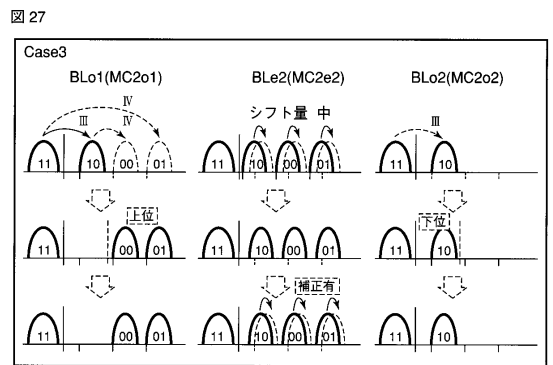 図 27
Case3
BLo1(MC2o1) BLe2(MC2e2) BLo2(MC2o2)
Ⅳ
Ⅲ Ⅳ シフト量 中 Ⅲ
11 10 00 01 11 10 00 01 11 10
上位 下位
11 00 01 11 10 00 01 11 10
補正有
11 00 01 11 10 00 01 11 10